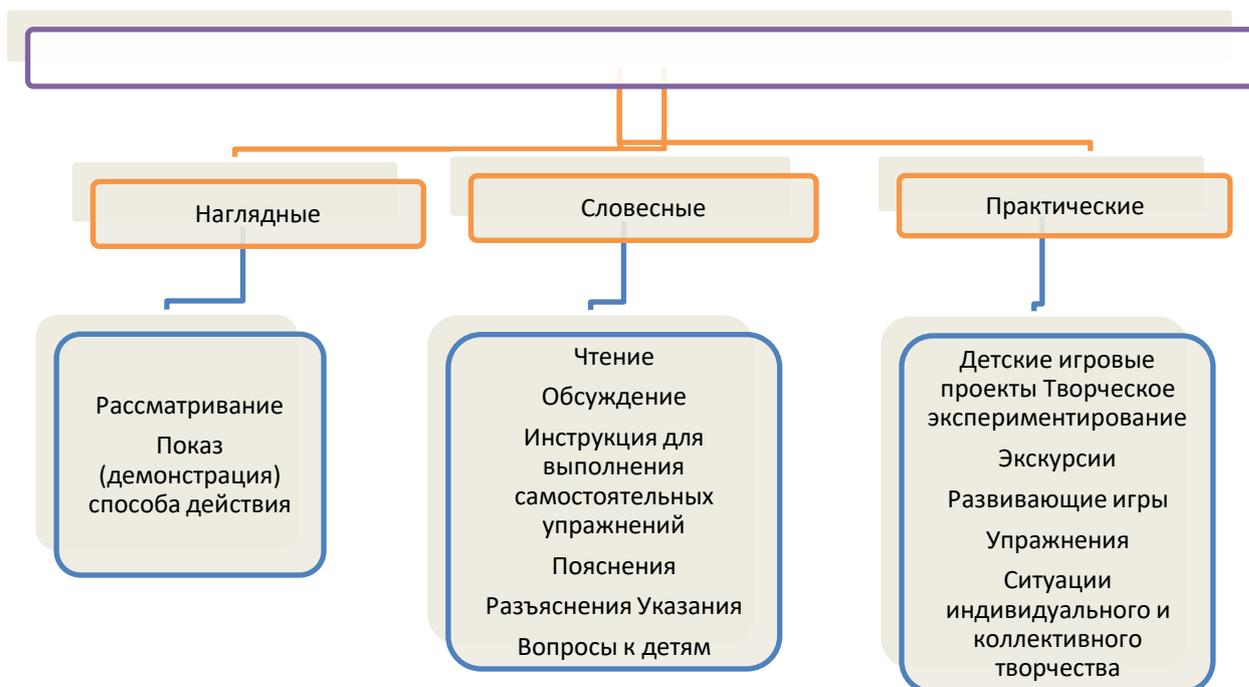 Наглядные
Словесные
Практические
Рассматривание
Показ
(демонстрация)
способа действия
Чтение
Обсуждение
Инструкция для
выполнения
самостоятельных
упражнений
Пояснения
Разъяснения Указания
Вопросы к детям
Детские игровые
проекты Творческое
экспериментирование
Экскурсии
Развивающие игры
Упражнения
Ситуации
индивидуального и
коллективного
творчества